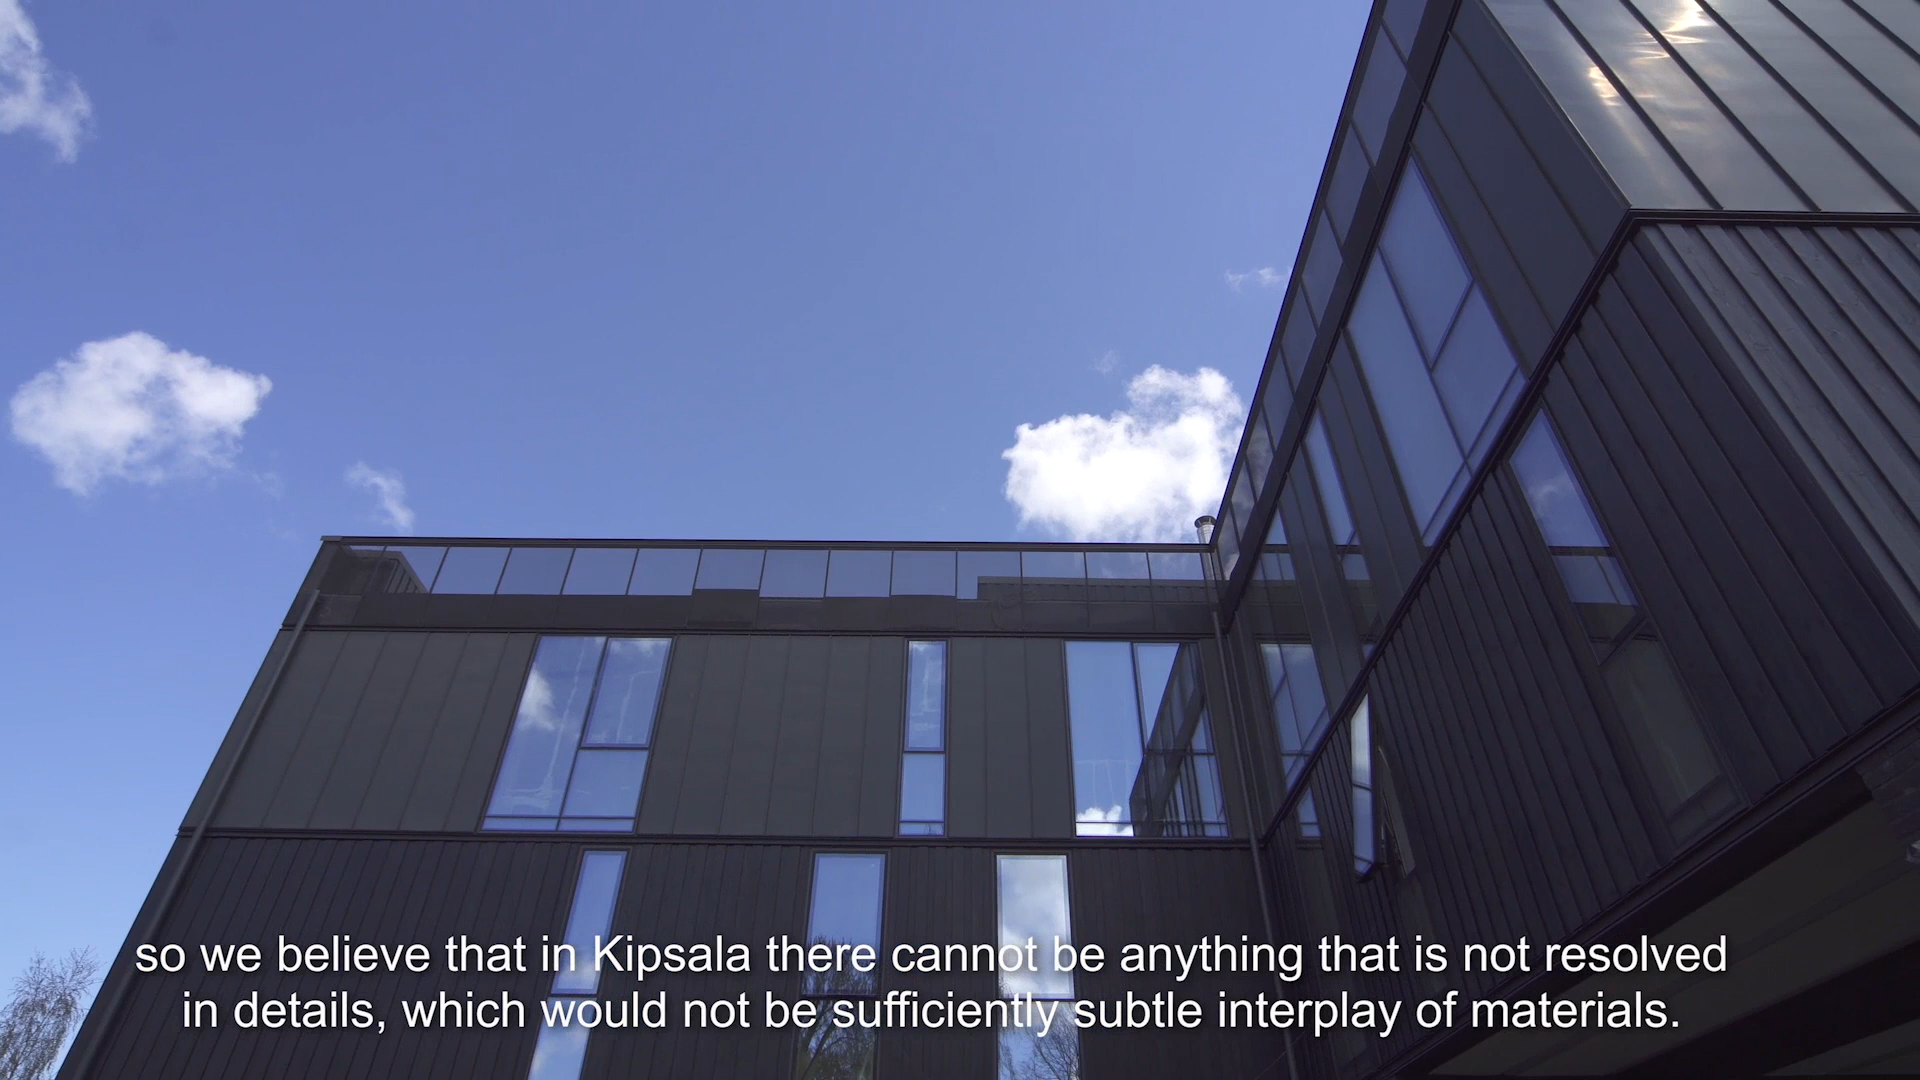 so we believe that in Kipsala there cannot be anything that is not resolved
in details, which would not be sufficiently subtle interplay of materials.